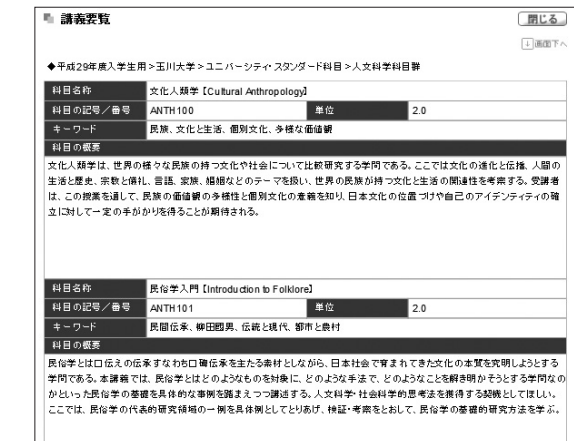 講義要覧
閉じる
↓画面下へ
◆平成29年度入学生用>玉川大学>ユニバーシティ・スタンダード科目>人文科学科目群
科目名称 文化人類学【Cultural Anthropology】
科目の記号／番号 ANTH100 単位 2.0
キーワード 民族、文化と生活、個別文化、多様な価値観
科目の概要
文化人類学は、世界の様々な民族の持つ文化や社会について比較研究する学問である。ここでは文化の進化と伝播、人間の
生活と歴史、宗教と儀礼、言語、家族、婚姻などのテーマを扱い、世界の民族が持つ文化と生活の関連性を考察する。受講者
は、この授業を通して、民族の価値観の多様性と個別文化の意義を知り、日本文化の位置づけや自己のアイデンティティの確
立に対して一定の手がかりを得ることが期待される。
科目名称 民俗学入門【Introduction to Folklore】
科目の記号／番号 ANTH101 単位 2.0
キーワード 民間伝承、柳田國男、伝統と現代、都市と農村
科目の概要
民俗学とは口伝えの伝承すなわち口碑伝承を主たる素材としながら、日本社会で育まれてきた文化の本質を究明しようとする
学問である。本講義では、民俗学とはどのようなものを対象に、どのような手法で、どのようなことを解き明かそうとする学問なの
かといった民俗学の基礎を具体的な事例を踏まえつつ講述する。人文科学・社会科学的思考法を獲得する契機としてほしい。
ここでは、民俗学の代表的研究領域の一例を具体例としてとりあげ、検証・考察をとおして、民俗学の基礎的研究方法を学ぶ。